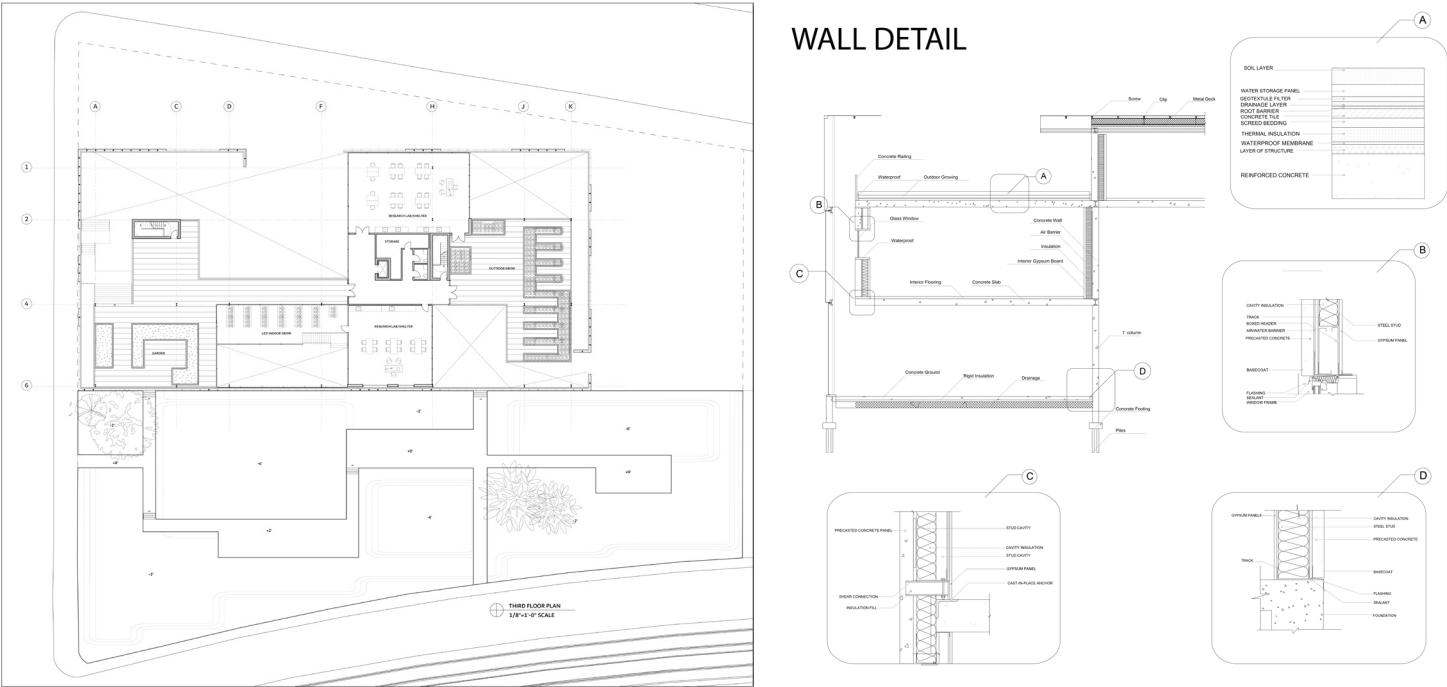 A C D F H J K
1
2
4
6
RESEARCH LAB/SHELTER
STORAGE
OUTDOOR GROW
LED INDOOR GROW
RESEARCH LAB/SHELTER
GARDEN
THIRD FLOOR PLAN
1/8"=1'-0" SCALE
WALL DETAIL
Screw
Clip
Metal Deck
Concrete Railing
Waterproof
Outdoor Growing
A
B
Glass Window
Waterproof
Concrete Wall
Air Barrier
Insulation
Interior Gypsum Board
C
Interior Flooring
Concrete Slab
1' column
Concrete Ground
Rigid Insulation
Drainage
D
Concrete Footing
Piles
A
SOIL LAYER
WATER STORAGE PANEL
GEOTEXTULE FILTER
DRAINAGE LAYER
ROOT BARRIER
CONCRETE TILE
SCREED BEDDING
THERMAL INSULATION
WATERPROOF MEMBRANE
LAYER OF STRUCTURE
REINFORCED CONCRETE
B
CAVITY INSULATION
TRACK
BOXED HEADER
AIR/WATER BARRIER
PRECASTED CONCRETE
BASECOAT
FLASHING
SEALANT
WINDOW FRAME
STEEL STUD
GYPSUM PANEL
C
PRECASTED CONCRETE PANEL
SHEAR CONNECTION
INSULATION FILL
STUD CAVITY
CAVITY INSULATION
STUD CAVITY
GYPSUM PANEL
CAST-IN-PLACE ANCHOR
D
GYPSUM PANELS
TRACK
CAVITY INSULATION
STEEL STUD
PRECASTED CONCRETE
BASECOAT
FLASHING
SEALANT
FOUNDATION